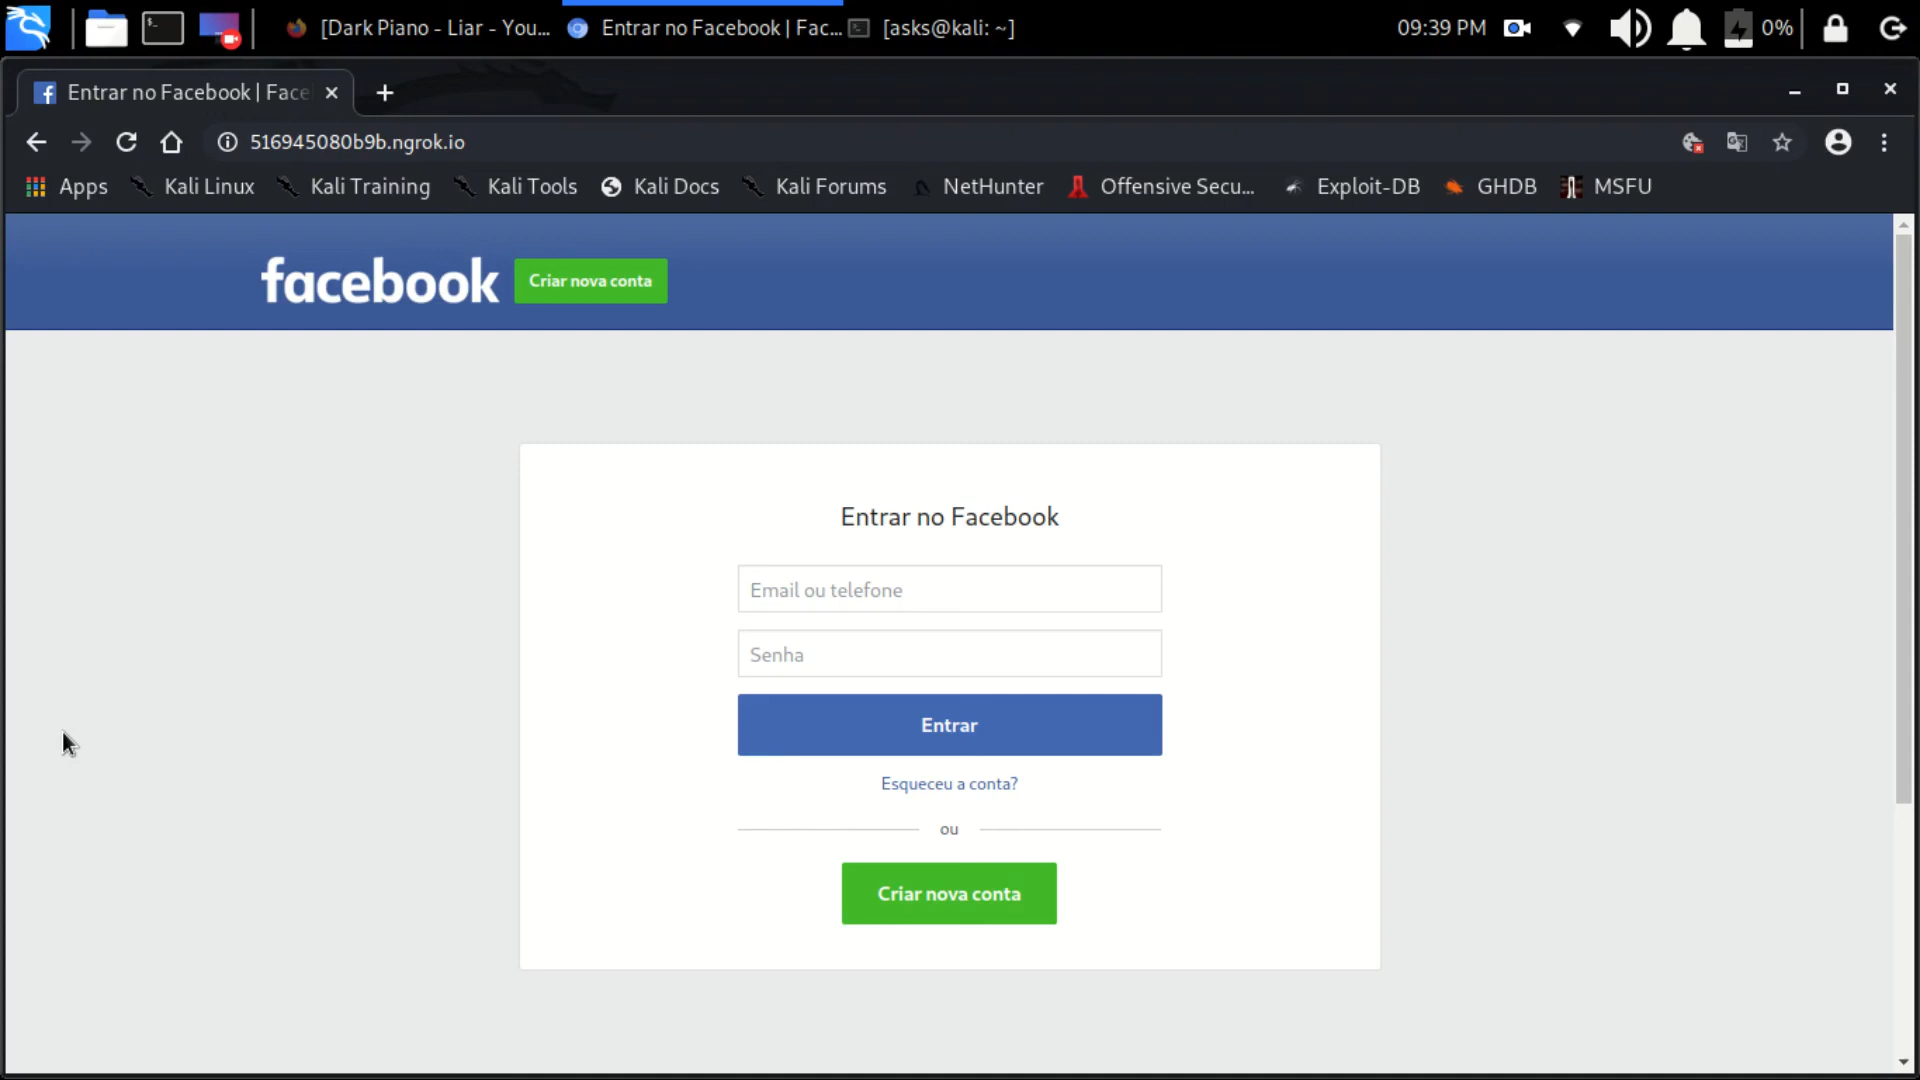 [Dark Piano - Liar - You...
Entrar no Facebook | Fac...
[asks@kali: ~]
09:39 PM
0%
Entrar no Facebook | Face
516945080b9b.ngrok.io
Apps
Kali Linux
Kali Training
Kali Tools
Kali Docs
Kali Forums
NetHunter
Offensive Secu...
Exploit-DB
GHDB
MSFU
facebook
Criar nova conta
Entrar no Facebook
Email ou telefone
Senha
Entrar
Esqueceu a conta?
ou
Criar nova conta